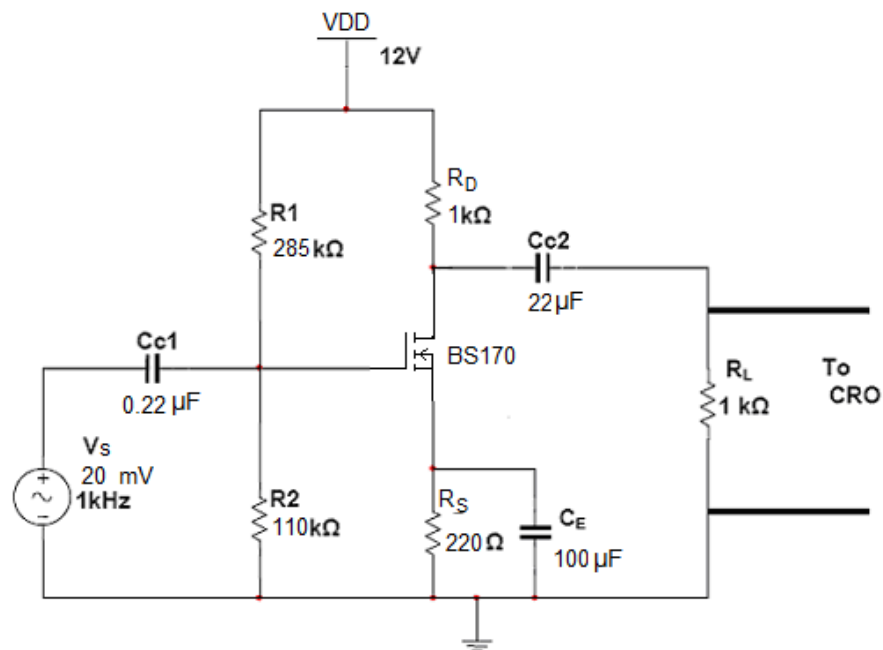 VDD
12V
R1
285kΩ
RD
1kΩ
Cc2
22µF
Cc1
0.22 µF
BS170
RL
1 kΩ
To
CRO
Vs
20 mV
1kHz
+
−
R2
110kΩ
RS
220Ω
CE
100µF